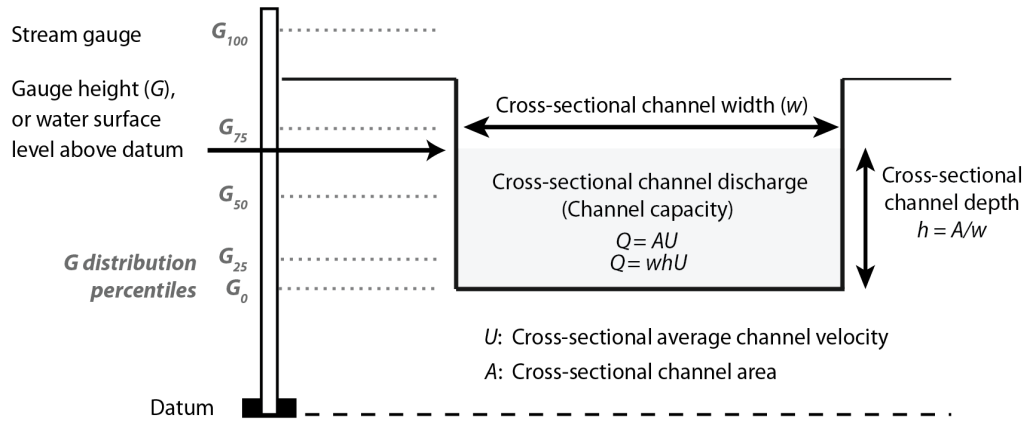 Stream gauge
G100
Gauge height (G),
or water surface
level above datum
G75
Cross-sectional channel width (w)
G50
Cross-sectional channel discharge
(Channel capacity)
Q = AU
Q = whU
Cross-sectional
channel depth
h = A/w
G distribution
percentiles
G25
G0
U: Cross-sectional average channel velocity
A: Cross-sectional channel area
Datum